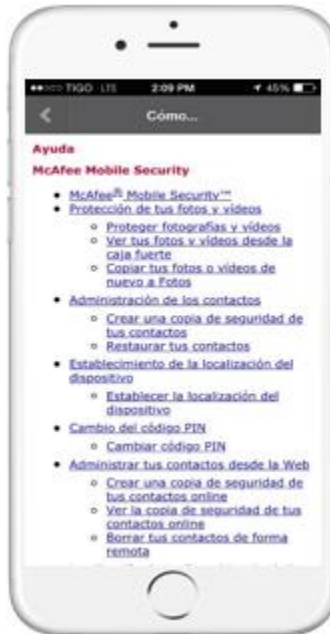 TIGO LTE 2:09 PM 45%
Cómo...
Ayuda
McAfee Mobile Security
McAfee® Mobile Security™
Protección de tus fotos y vídeos
Proteger fotografías y vídeos
Ver tus fotos y vídeos desde la
caja fuerte
Copiar tus fotos o vídeos de
nuevo a Fotos
Administración de los contactos
Crear una copia de seguridad de
tus contactos
Restaurar tus contactos
Establecimiento de la localización del
dispositivo
Establecer la localización del
dispositivo
Cambio del código PIN
Cambiar código PIN
Administrar tus contactos desde la Web
Crear una copia de seguridad de
tus contactos online
Ver la copia de seguridad de tus
contactos online
Borrar tus contactos de forma
remota